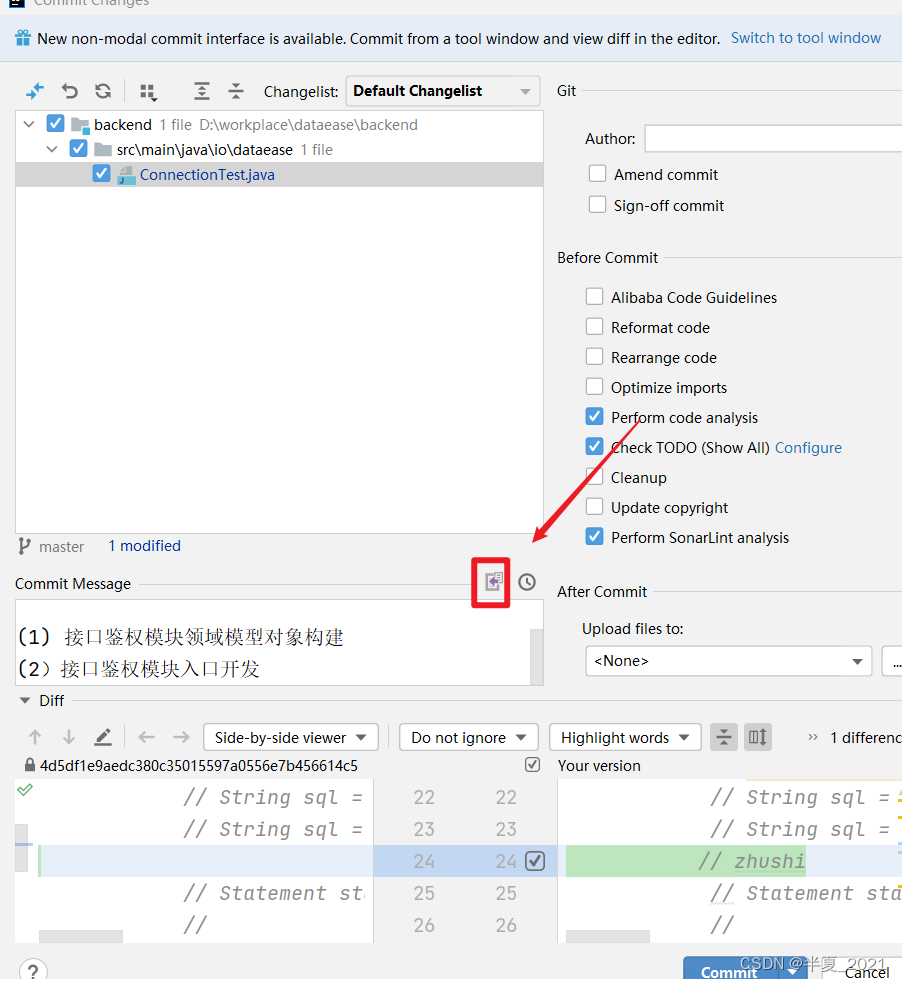 Commit Changes
New non-modal commit interface is available. Commit from a tool window and view diff in the editor. Switch to tool window
Changelist: Default Changelist
backend 1 file D:\workplace\dataease\backend
src\main\java\io\dataease 1 file
ConnectionTest.java
master 1 modified
Git
Author:
Amend commit
Sign-off commit
Before Commit
Alibaba Code Guidelines
Reformat code
Rearrange code
Optimize imports
Perform code analysis
Check TODO (Show All) Configure
Cleanup
Update copyright
Perform SonarLint analysis
Commit Message
(1) 接口鉴权模块领域模型对象构建
(2）接口鉴权模块入口开发
After Commit
Upload files to:
<None> ...
Diff
Side-by-side viewer Do not ignore Highlight words >> 1 differenc
4d5df1e9aedc380c35015597a0556e7b456614c5 Your version
// String sql = 22 22 // String sql =
// String sql = 23 23 // String sql =
24 24 // zhushi
// Statement st 25 25 // Statement sta
// 26 26 //
? Commit Cancel
CSDN @半夏_2021